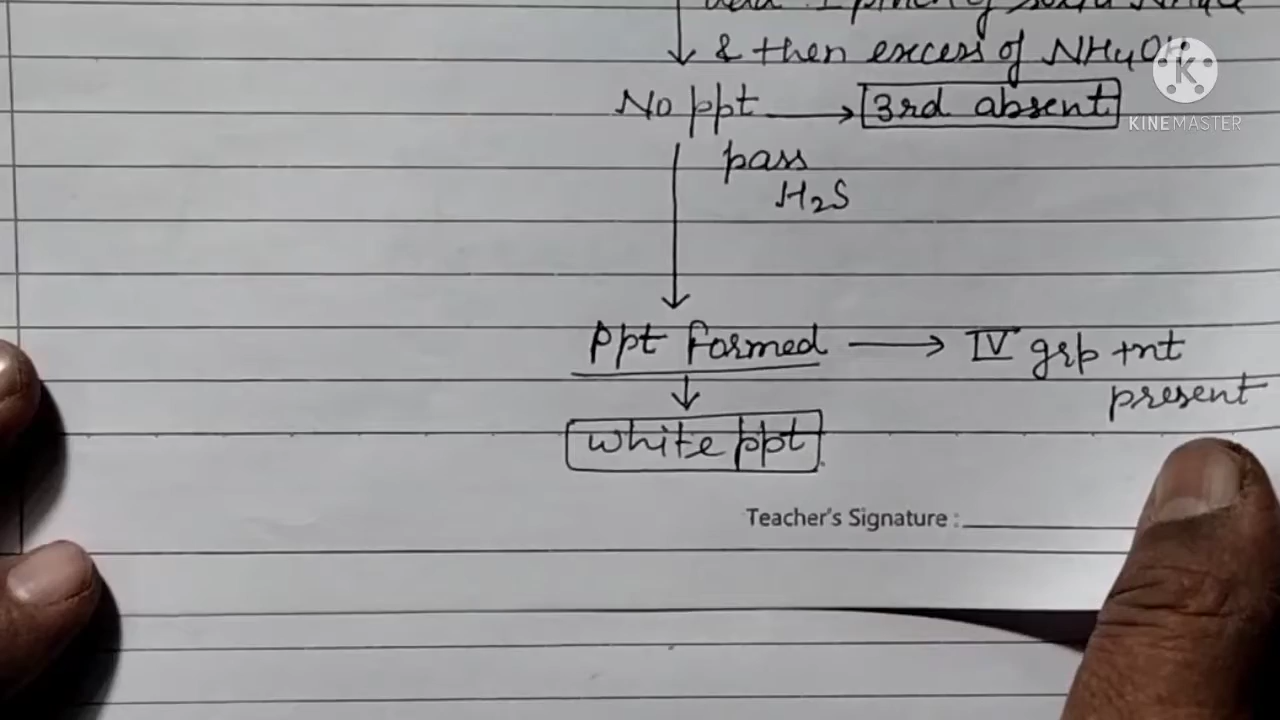 & then excess of NH4OH
No ppt → 3rd absent
pass
H2S
Ppt formed → IV grp +nt
present
↓
white ppt
Teacher's Signature :
KINEMASTER